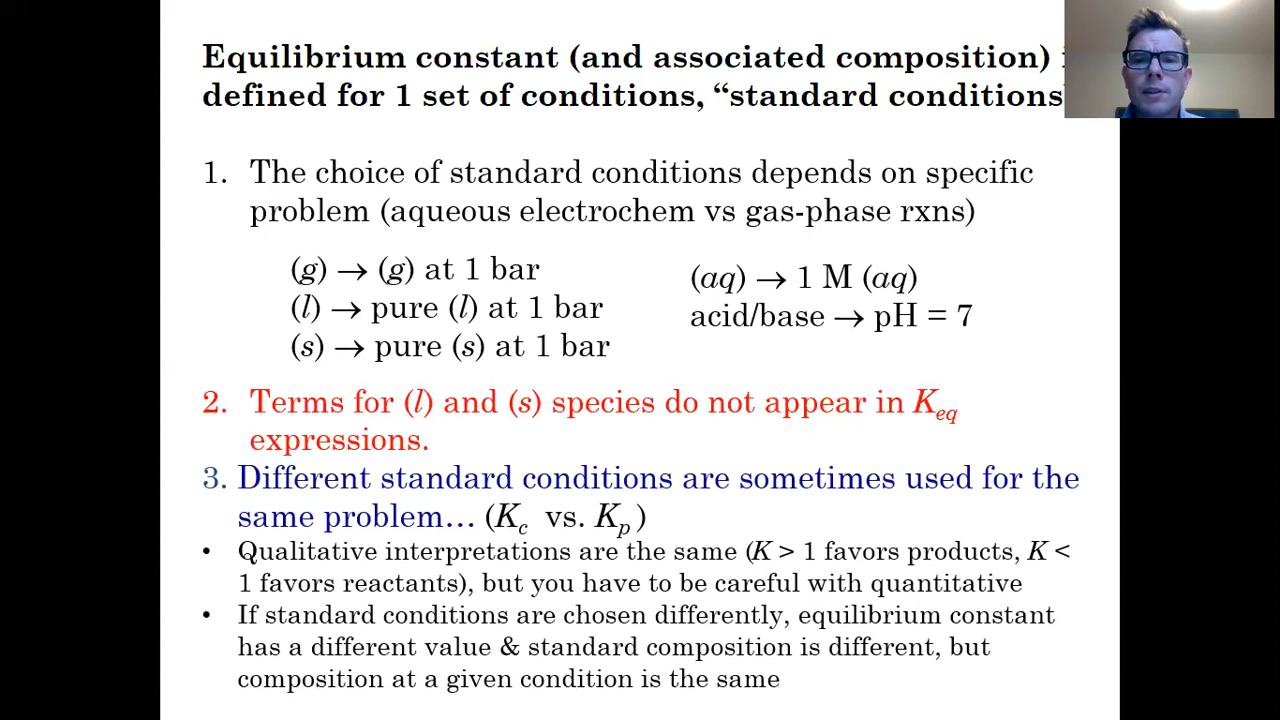 Equilibrium constant (and associated composition)
defined for 1 set of conditions, “standard conditions
1. The choice of standard conditions depends on specific
problem (aqueous electrochem vs gas-phase rxns)
(g) → (g) at 1 bar
(l) → pure (l) at 1 bar
(s) → pure (s) at 1 bar
(aq) → 1 M (aq)
acid/base → pH = 7
2. Terms for (l) and (s) species do not appear in Keq
expressions.
3. Different standard conditions are sometimes used for the
same problem… (Kc vs. Kp )
• Qualitative interpretations are the same (K > 1 favors products, K <
1 favors reactants), but you have to be careful with quantitative
• If standard conditions are chosen differently, equilibrium constant
has a different value & standard composition is different, but
composition at a given condition is the same